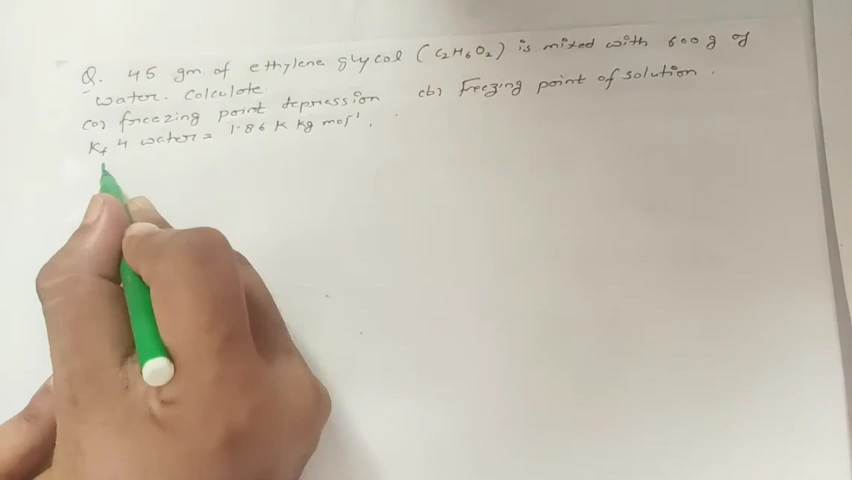 Q. 45 gm of ethylene glycol (C2H6O2) is mixed with 600 g of
water. Calculate
(a) freezing point depression (b) Freezing point of solution.
Kf 4 water = 1.86 K kg mol-1.